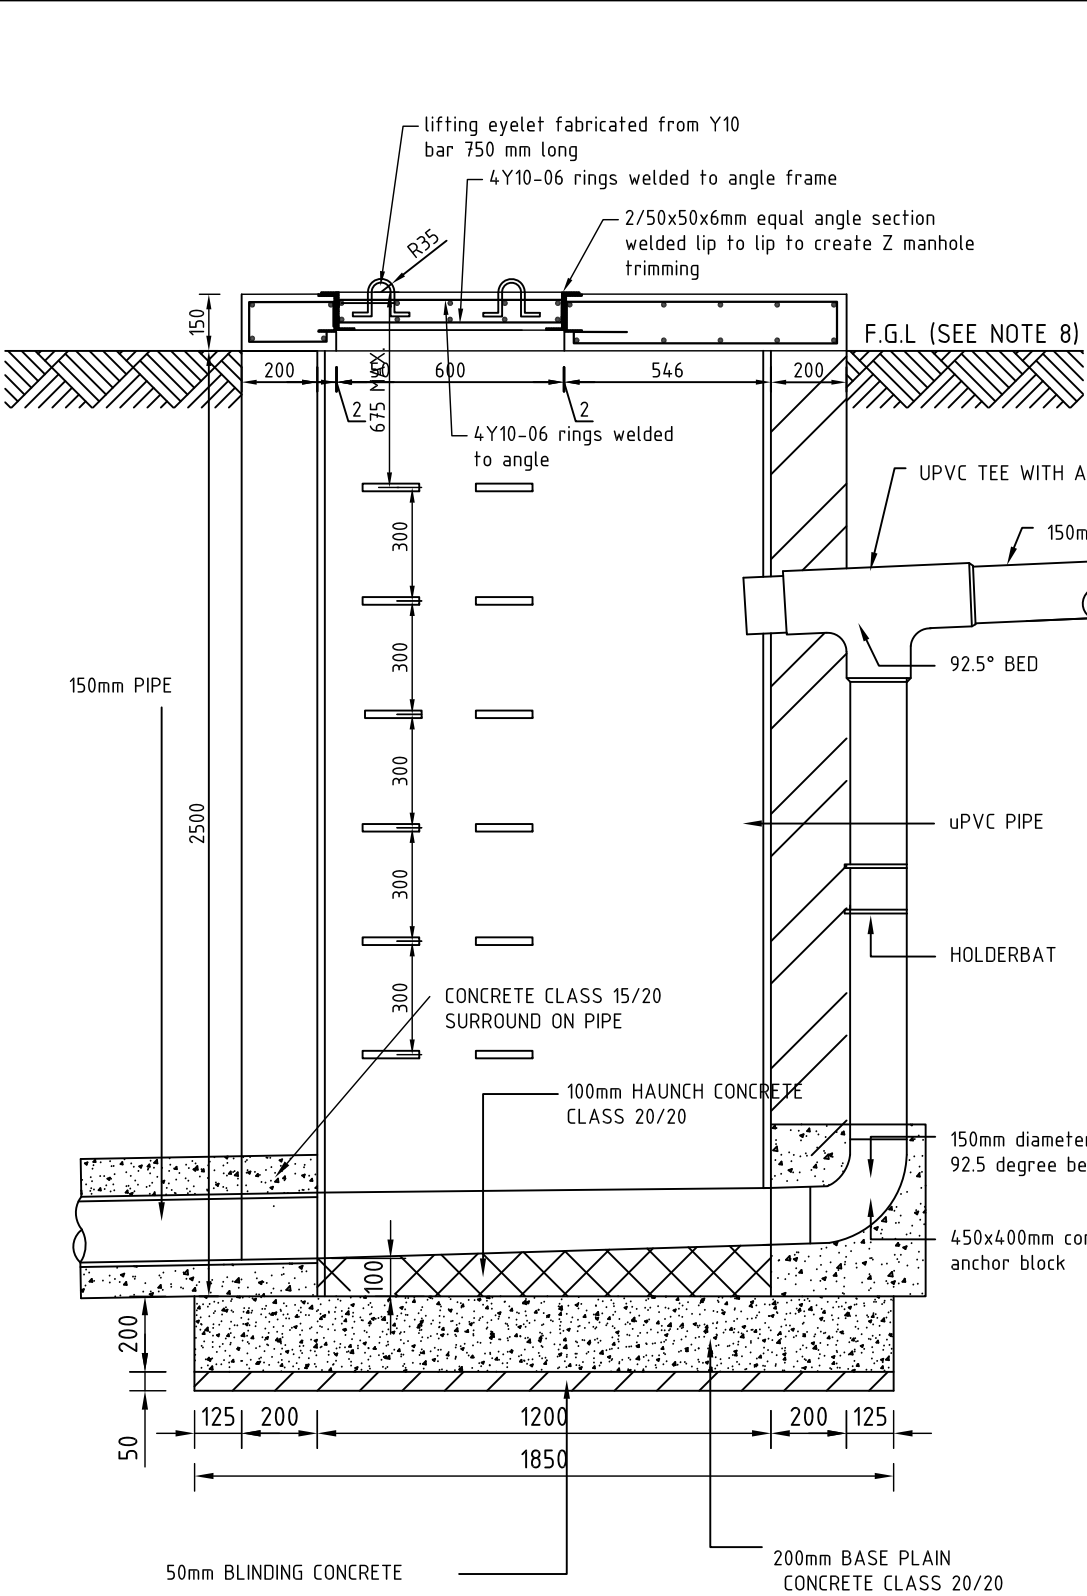 lifting eyelet fabricated from Y10
bar 750 mm long
4Y10-06 rings welded to angle frame
2/50x50x6mm equal angle section
welded lip to lip to create Z manhole
trimming
R35
150
F.G.L (SEE NOTE 8)
200
600
546
200
675 MAX.
2
2
4Y10-06 rings welded
to angle
UPVC TEE WITH A
150m
300
92.5° BED
300
150mm PIPE
300
2500
uPVC PIPE
300
HOLDERBAT
300
CONCRETE CLASS 15/20
SURROUND ON PIPE
100mm HAUNCH CONCRETE
CLASS 20/20
150mm diameter
92.5 degree be
450x400mm con
anchor block
100
200
50
125
200
1200
200
125
1850
50mm BLINDING CONCRETE
200mm BASE PLAIN
CONCRETE CLASS 20/20